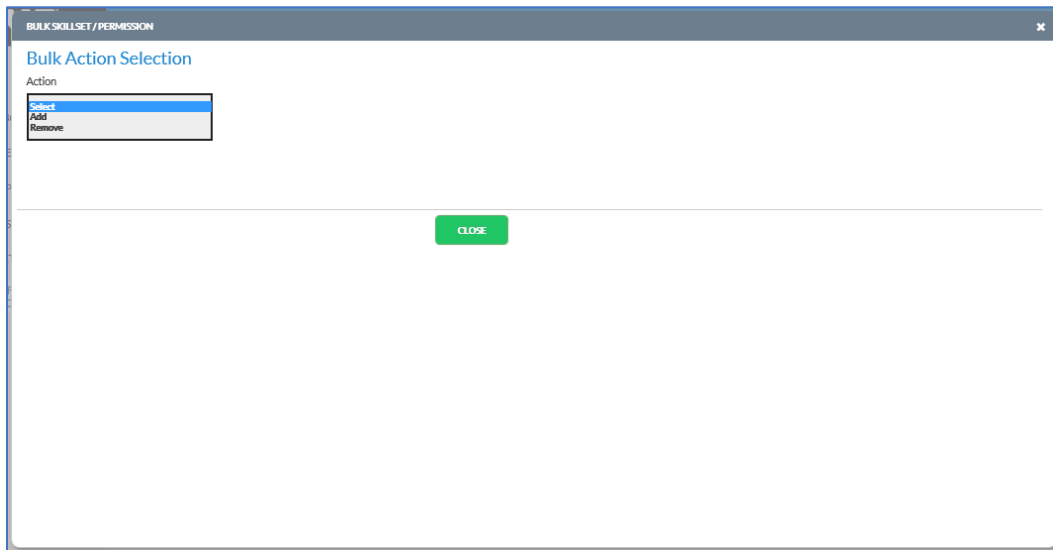 BULK SKILLSET / PERMISSION
Bulk Action Selection
Action
Select
Add
Remove
CLOSE